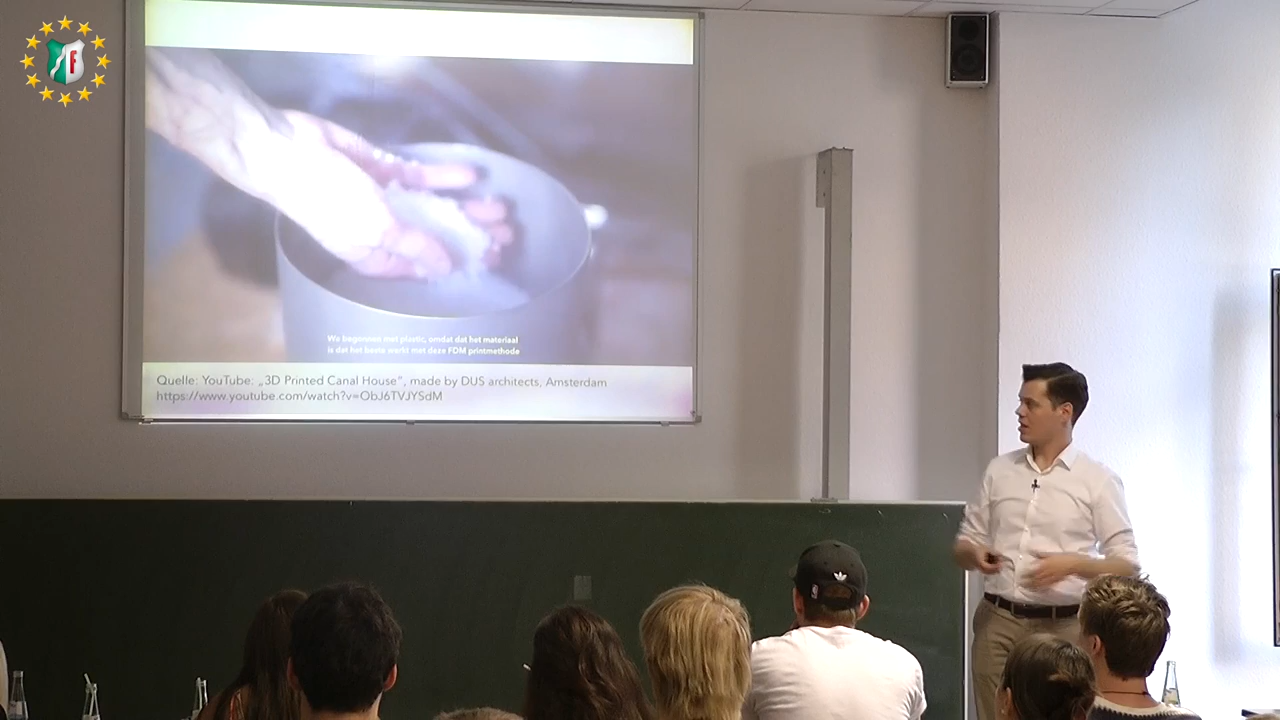 F
We begonnen met plastic, omdat dat het materiaal
is dat het beste werkt met deze FDM printmethode
Quelle: YouTube: „3D Printed Canal House“, made by DUS architects, Amsterdam
https://www.youtube.com/watch?v=ObJ6TVJYSdM